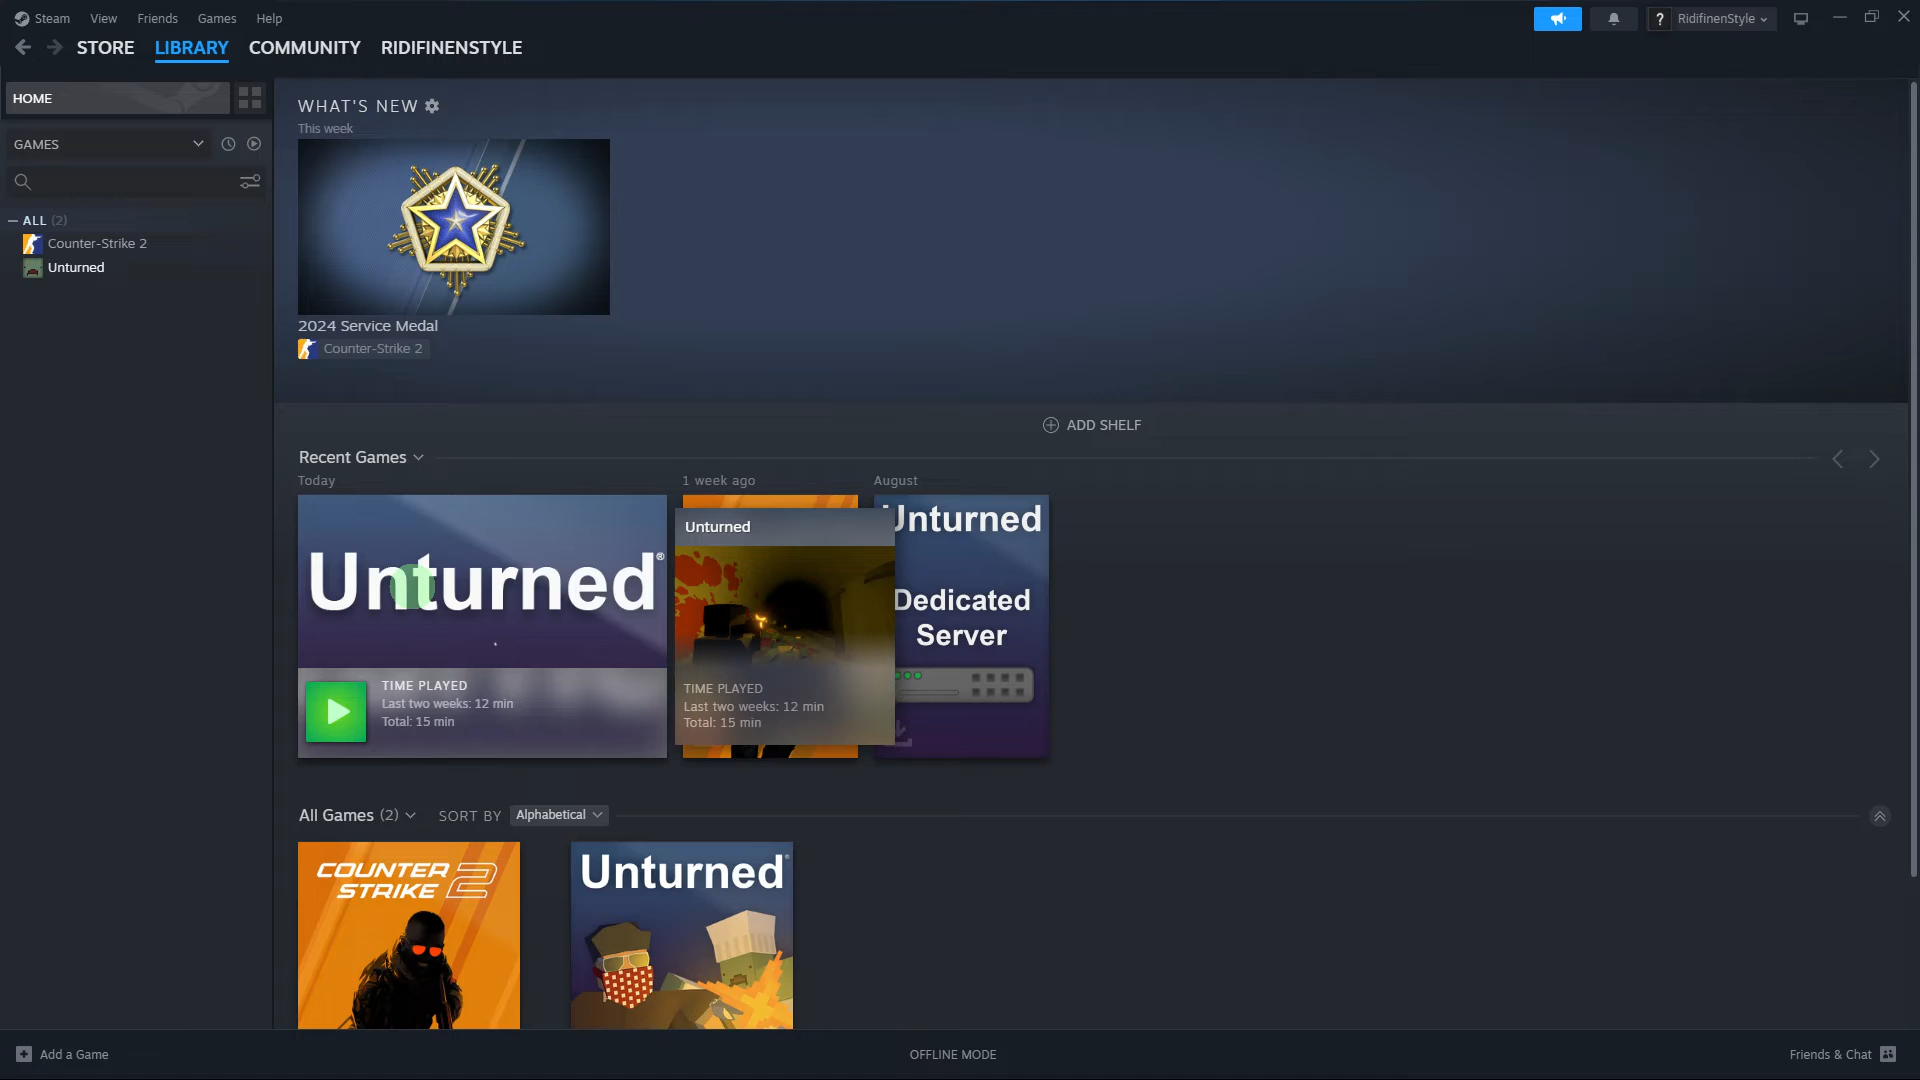 Steam View Friends Games Help
? RidifinenStyle
STORE LIBRARY COMMUNITY RIDIFINENSTYLE
HOME
GAMES
ALL (2)
Counter-Strike 2
Unturned
WHAT'S NEW
This week
2024 Service Medal
Counter-Strike 2
ADD SHELF
Recent Games
Today
1 week ago
August
Unturned®
TIME PLAYED
Last two weeks: 12 min
Total: 15 min
Unturned
TIME PLAYED
Last two weeks: 12 min
Total: 15 min
Unturned
Dedicated
Server
All Games (2) SORT BY Alphabetical
COUNTER
STRIKE 2
Unturned®
Add a Game
OFFLINE MODE
Friends & Chat